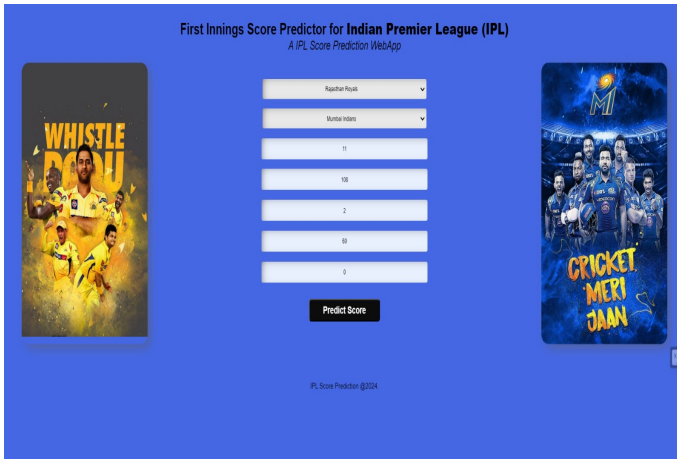 First Innings Score Predictor for Indian Premier League (IPL)
A IPL Score Prediction WebApp
WHISTLE
PODU
Rajasthan Royals
Mumbai Indians
11
108
2
60
0
Predict Score
MI
CRICKET
MERI
JAAN
IPL Score Prediction @2024.